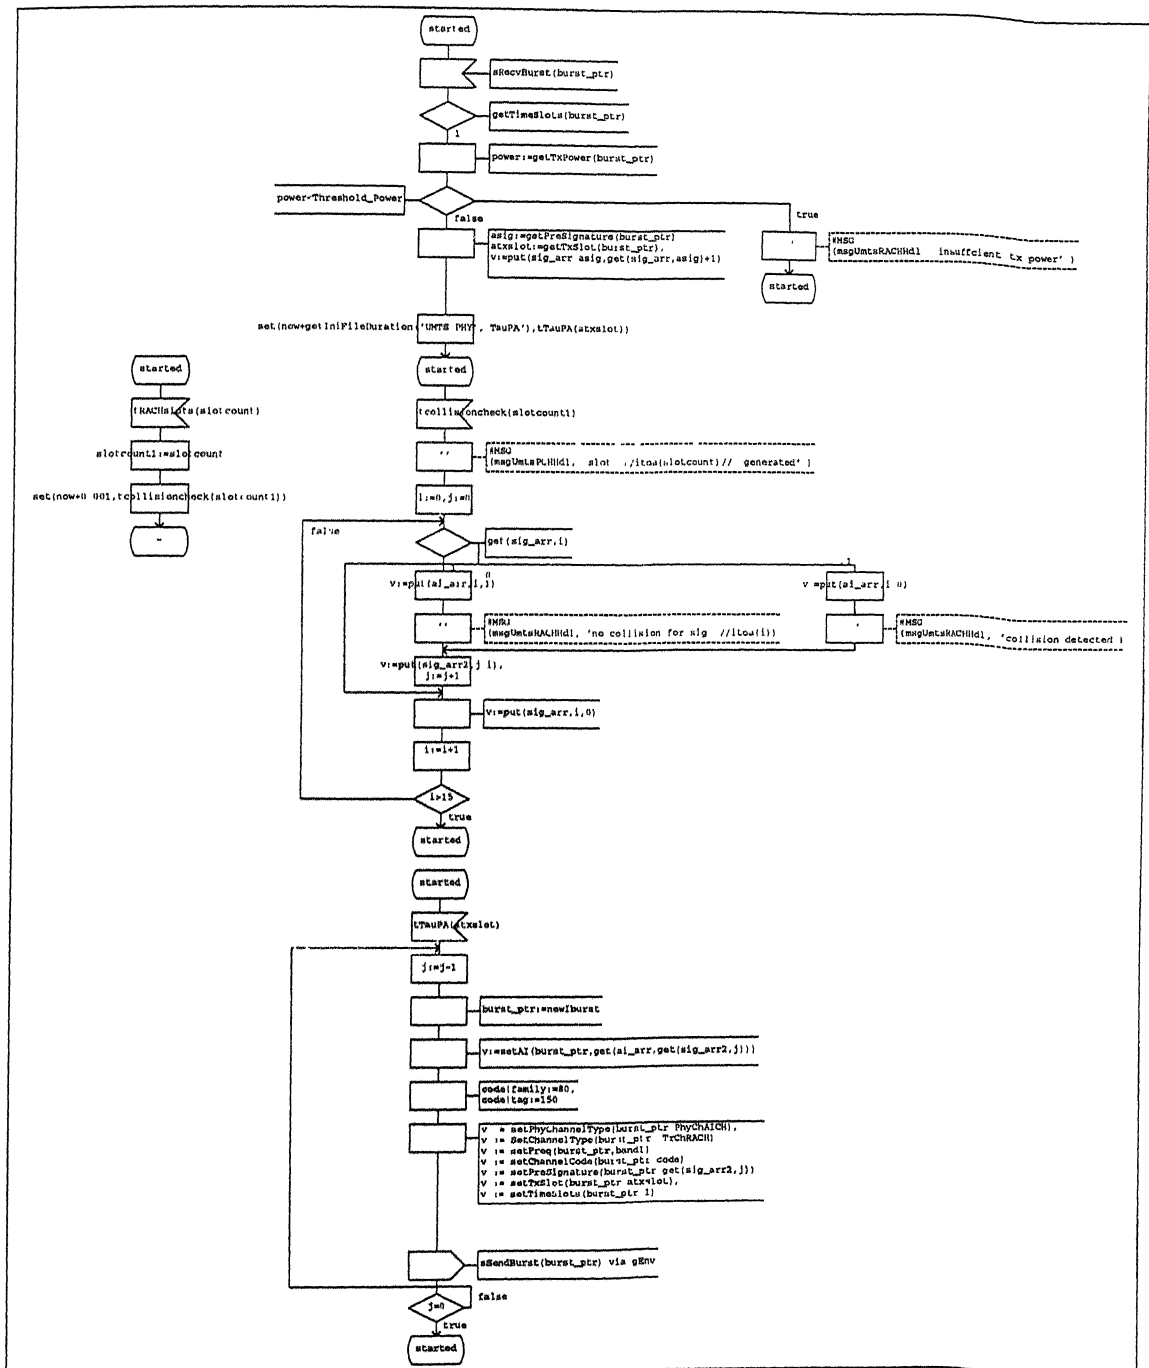 started
sRecvBurst(burst_ptr)
getTimeSlots(burst_ptr)
1
power:=getTxPower(burst_ptr)
power<Threshold_Power
false
true
asig:=getPreSignature(burst_ptr)
atxslot:=getTxSlot(burst_ptr),
v:=put(sig_arr asig,get(sig_arr,asig)+1)
'
#MSG
(msgUmtsRACHHdl insuffcient tx power' )
started
set(now+getIniFileDuration('UMTS PHY', TauPA'),tTauPA(atxslot))
started
started
tRACHslots(slotcount)
slotcount1:=slotcount
set(now+0 001,tcollisioncheck(slotcount1))
-
tcollisioncheck(slotcount1)
''
#MSG
(msgUmtsPCHHdl, slot //itoa(slotcount)// generated' )
i:=0,j:=0
false
get(sig_arr,i)
0
>1
v:=put(ai_arr,i,1)
v =put(ai_arr,i 0)
''
#MSG
(msgUmtsRACHHdl, 'no collision for sig //itoa(i))
'
#MSG
(msgUmtsRACHHdl, 'collision detected )
v:=put(sig_arr2,j i),
j:=j+1
v:=put(sig_arr,i,0)
i:=i+1
i>15
true
started
started
tTauPA(atxslot)
j:=j-1
burst_ptr:=newIburst
v:=setAI(burst_ptr,get(ai_arr,get(sig_arr2,j)))
code!family:=80,
code!tag:=150
v = setPhyChannelType(burst_ptr PhyChAICH),
v := SetChannelType(burst_ptr TrChRACH)
v := setFreq(burst_ptr,band1)
v := setChannelCode(burst_ptr code)
v := setPreSignature(burst_ptr get(sig_arr2,j))
v := setTxSlot(burst_ptr atxslot),
v := setTimeSlots(burst_ptr 1)
sSendBurst(burst_ptr) via gEnv
j=0
false
true
started